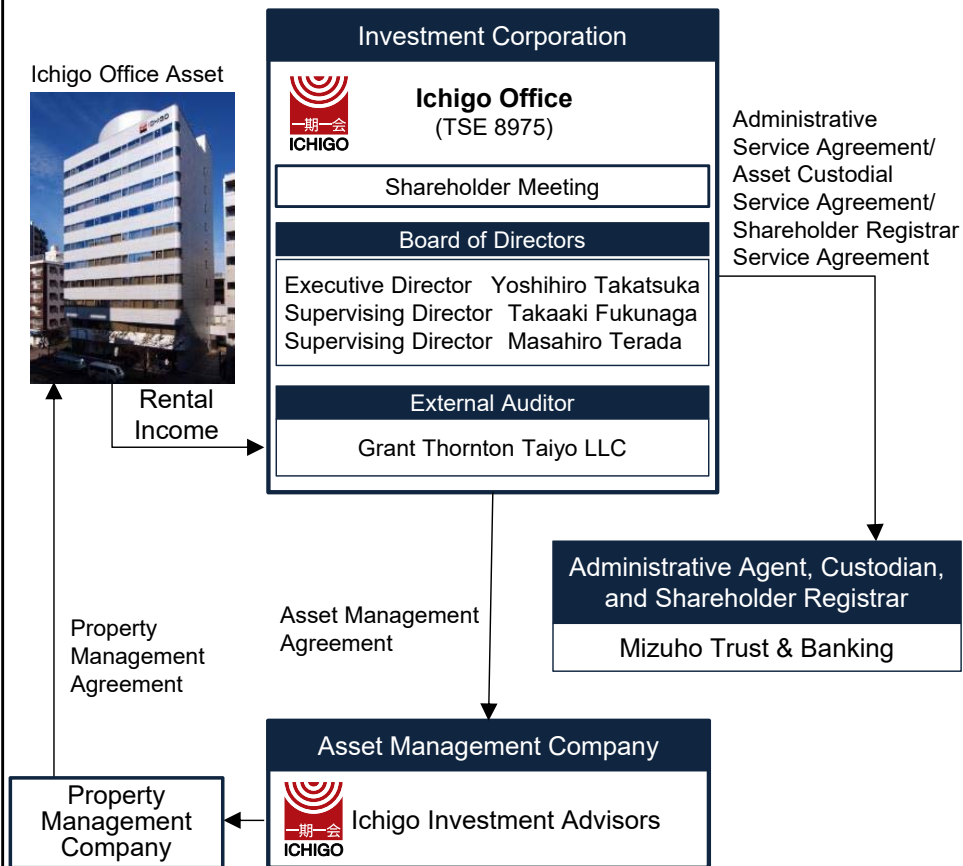 Investment Corporation
Ichigo Office Asset
ICHIGO
一期一会
ICHIGO
Ichigo Office
(TSE 8975)
Shareholder Meeting
Board of Directors
Executive Director Yoshihiro Takatsuka
Supervising Director Takaaki Fukunaga
Supervising Director Masahiro Terada
External Auditor
Grant Thornton Taiyo LLC
Administrative
Service Agreement/
Asset Custodial
Service Agreement/
Shareholder Registrar
Service Agreement
Rental
Income
Property
Management
Agreement
Asset Management
Agreement
Administrative Agent, Custodian,
and Shareholder Registrar
Mizuho Trust & Banking
Asset Management Company
一期一会
ICHIGO
Ichigo Investment Advisors
Property
Management
Company